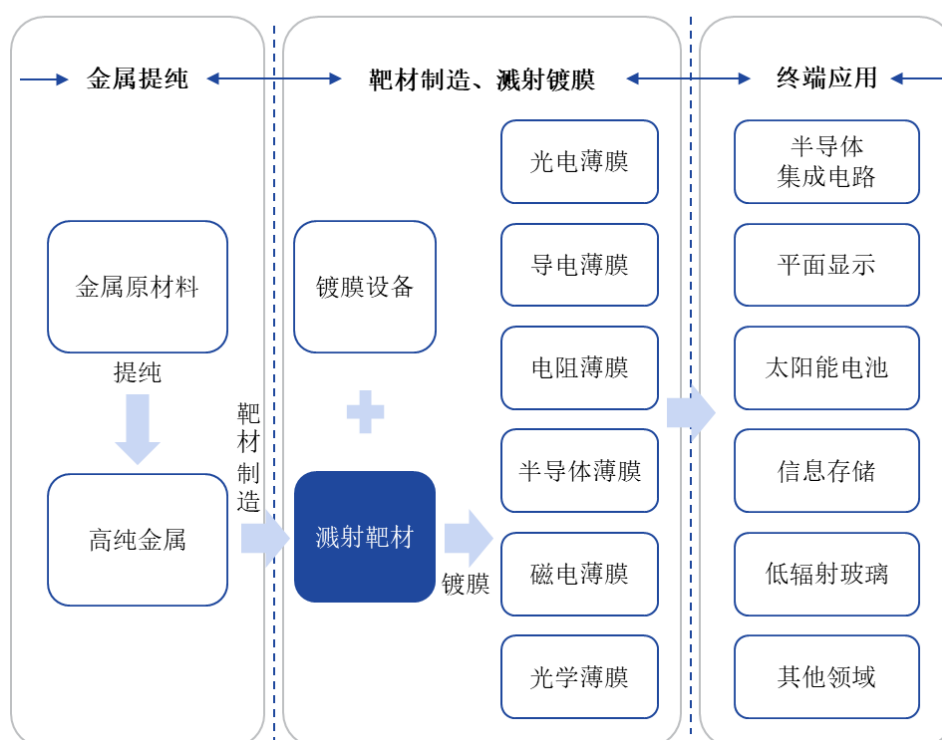 金属提纯
靶材制造、溅射镀膜
终端应用
金属原材料
提纯
高纯金属
靶
材
制
造
镀膜设备
溅射靶材
镀膜
光电薄膜
导电薄膜
电阻薄膜
半导体薄膜
磁电薄膜
光学薄膜
半导体
集成电路
平面显示
太阳能电池
信息存储
低辐射玻璃
其他领域